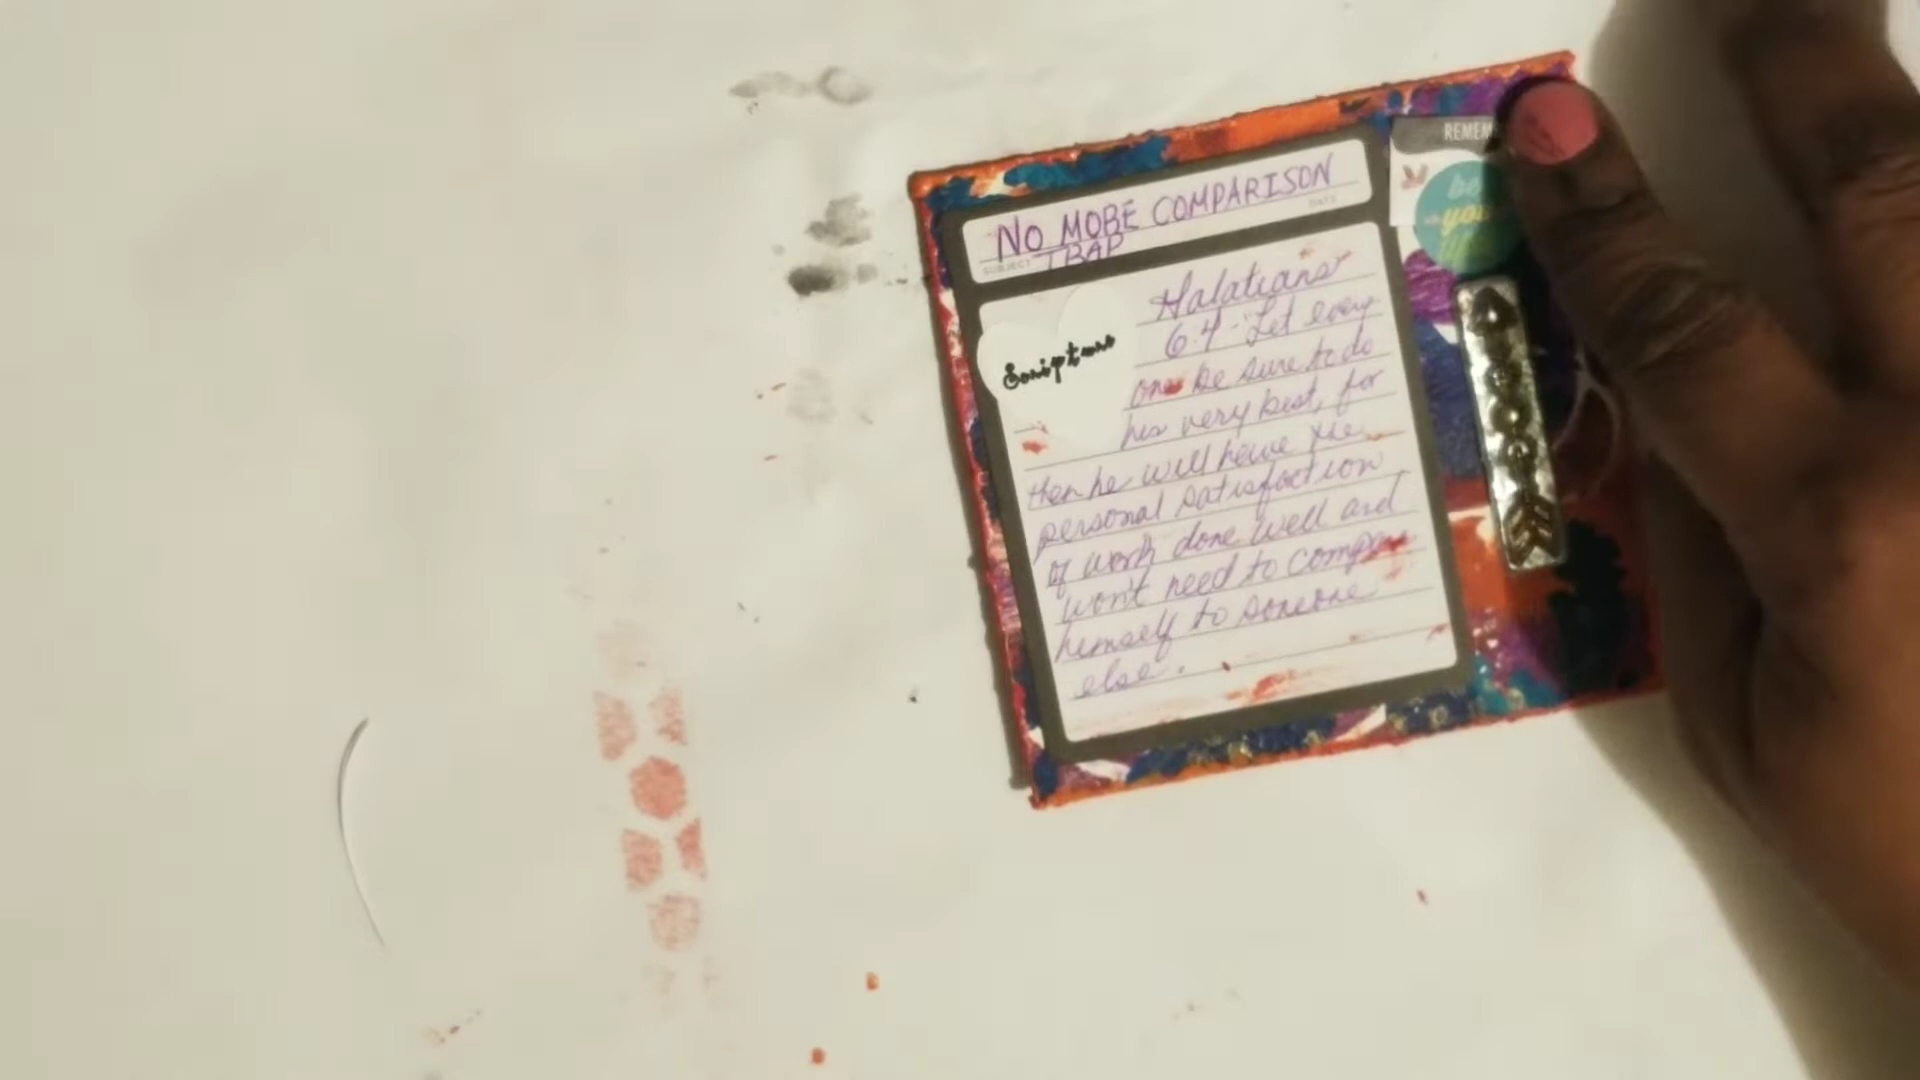 NO MORE COMPARISON
TRAP
SUBJECT
DATE
REMEM
be
you
Scripture
Galatians
6:4 - "Let every
one be sure to do
his very best, for
then he will have the
personal satisfaction
of work done well and
won't need to compare
himself to someone
else.